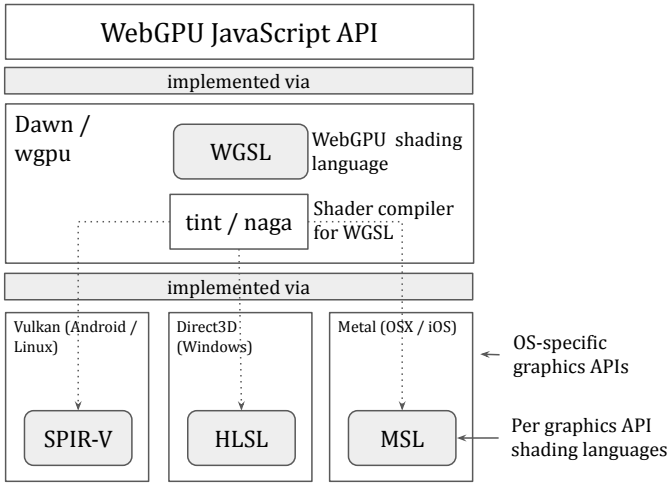 WebGPU JavaScript API
implemented via
Dawn /
wgpu
WGSL
WebGPU shading
language
tint / naga
Shader compiler
for WGSL
implemented via
Vulkan (Android /
Linux)
Direct3D
(Windows)
Metal (OSX / iOS)
OS-specific
graphics APIs
SPIR-V
HLSL
MSL
Per graphics API
shading languages